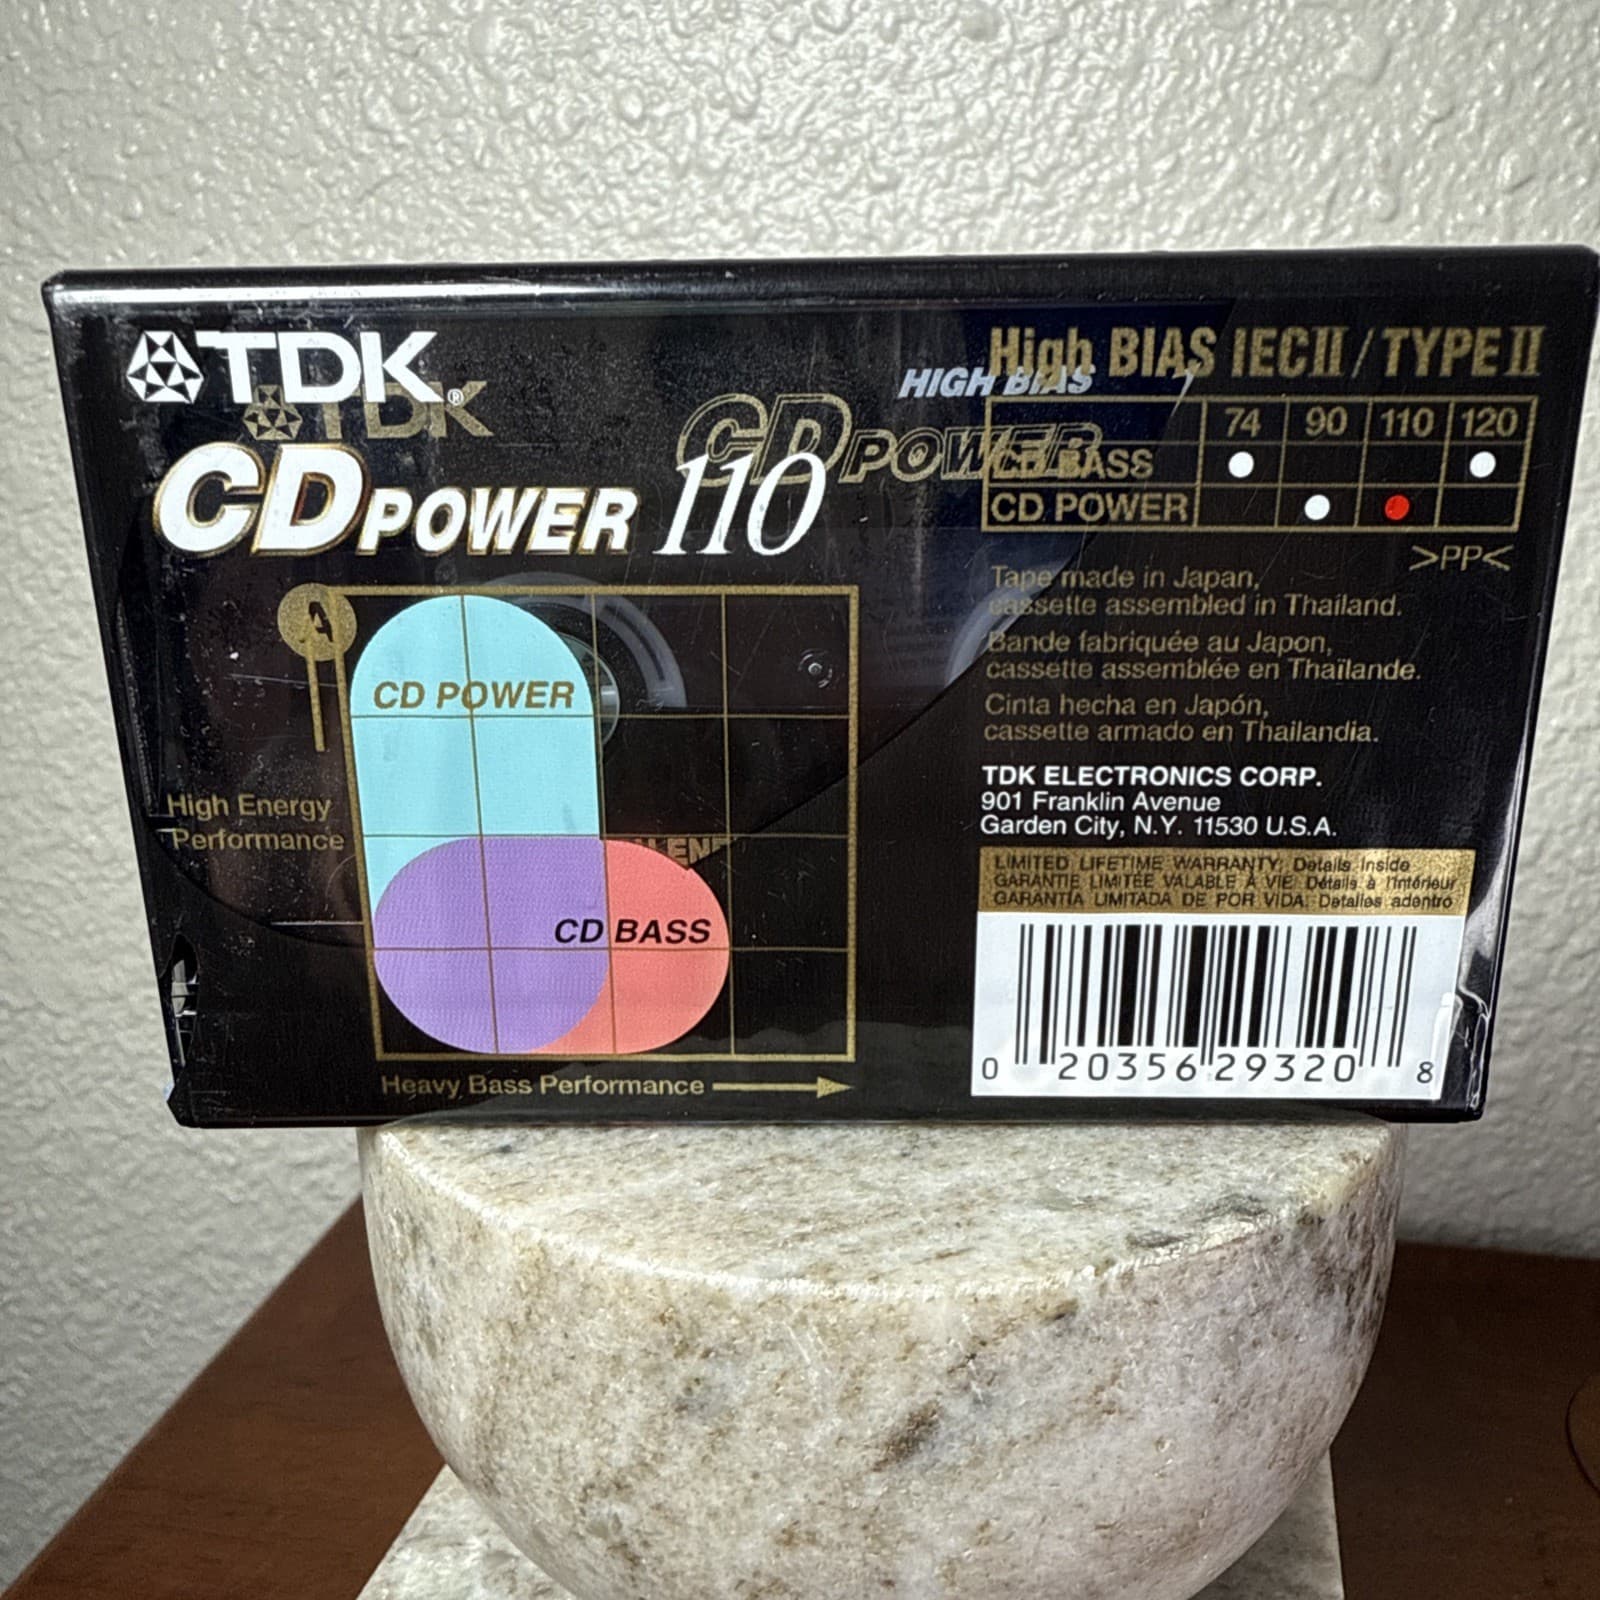 TDK®
TDK
CD POWER 110
HIGH BIAS
CD POWER
High BIAS IECII / TYPE II
74 90 110 120
CD BASS
CD POWER
>PP<
Tape made in Japan,
cassette assembled in Thailand.
Bande fabriquée au Japon,
cassette assemblée en Thaïlande.
Cinta hecha en Japón,
cassette armado en Thailandia.
TDK ELECTRONICS CORP.
901 Franklin Avenue
Garden City, N.Y. 11530 U.S.A.
LIMITED LIFETIME WARRANTY: Details Inside
GARANTIE LIMITÉE VALABLE À VIE: Détails à l'intérieur
GARANTIA LIMITADA DE POR VIDA: Detalles adentro
0 20356 29320 8
A
CD POWER
High Energy
Performance
CD BASS
Heavy Bass Performance